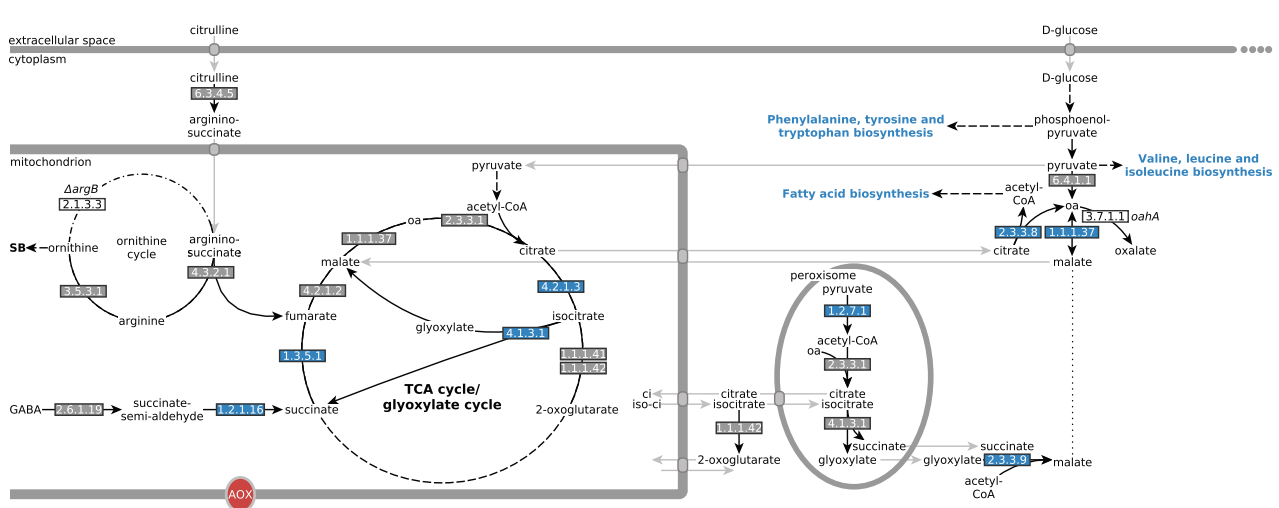 citrulline
D-glucose
extracellular space
cytoplasm
citrulline
D-glucose
6.3.4.5
arginino-
succinate
Phenylalanine, tyrosine and
tryptophan biosynthesis
phosphoenol-
pyruvate
mitochondrion
pyruvate
pyruvate
Valine, leucine and
isoleucine biosynthesis
6.4.1.1
ΔargB
2.1.3.3
acetyl-CoA
Fatty acid biosynthesis
acetyl-
CoA
oa
oa
2.3.3.1
3.7.1.1
oahA
1.1.1.37
2.3.3.8
1.1.1.37
SB
ornithine
ornithine
cycle
arginino-
succinate
citrate
citrate
oxalate
malate
malate
4.3.2.1
peroxisome
3.5.3.1
4.2.1.2
4.2.1.3
pyruvate
1.2.7.1
arginine
fumarate
glyoxylate
isocitrate
4.1.3.1
acetyl-CoA
oa
1.3.5.1
1.1.1.41
1.1.1.42
2.3.3.1
TCA cycle/
glyoxylate cycle
ci
iso-ci
citrate
isocitrate
citrate
isocitrate
GABA
2.6.1.19
succinate-
semi-aldehyde
1.2.1.16
succinate
2-oxoglutarate
1.1.1.42
4.1.3.1
succinate
succinate
2-oxoglutarate
glyoxylate
glyoxylate
2.3.3.9
malate
acetyl-
CoA
AOX